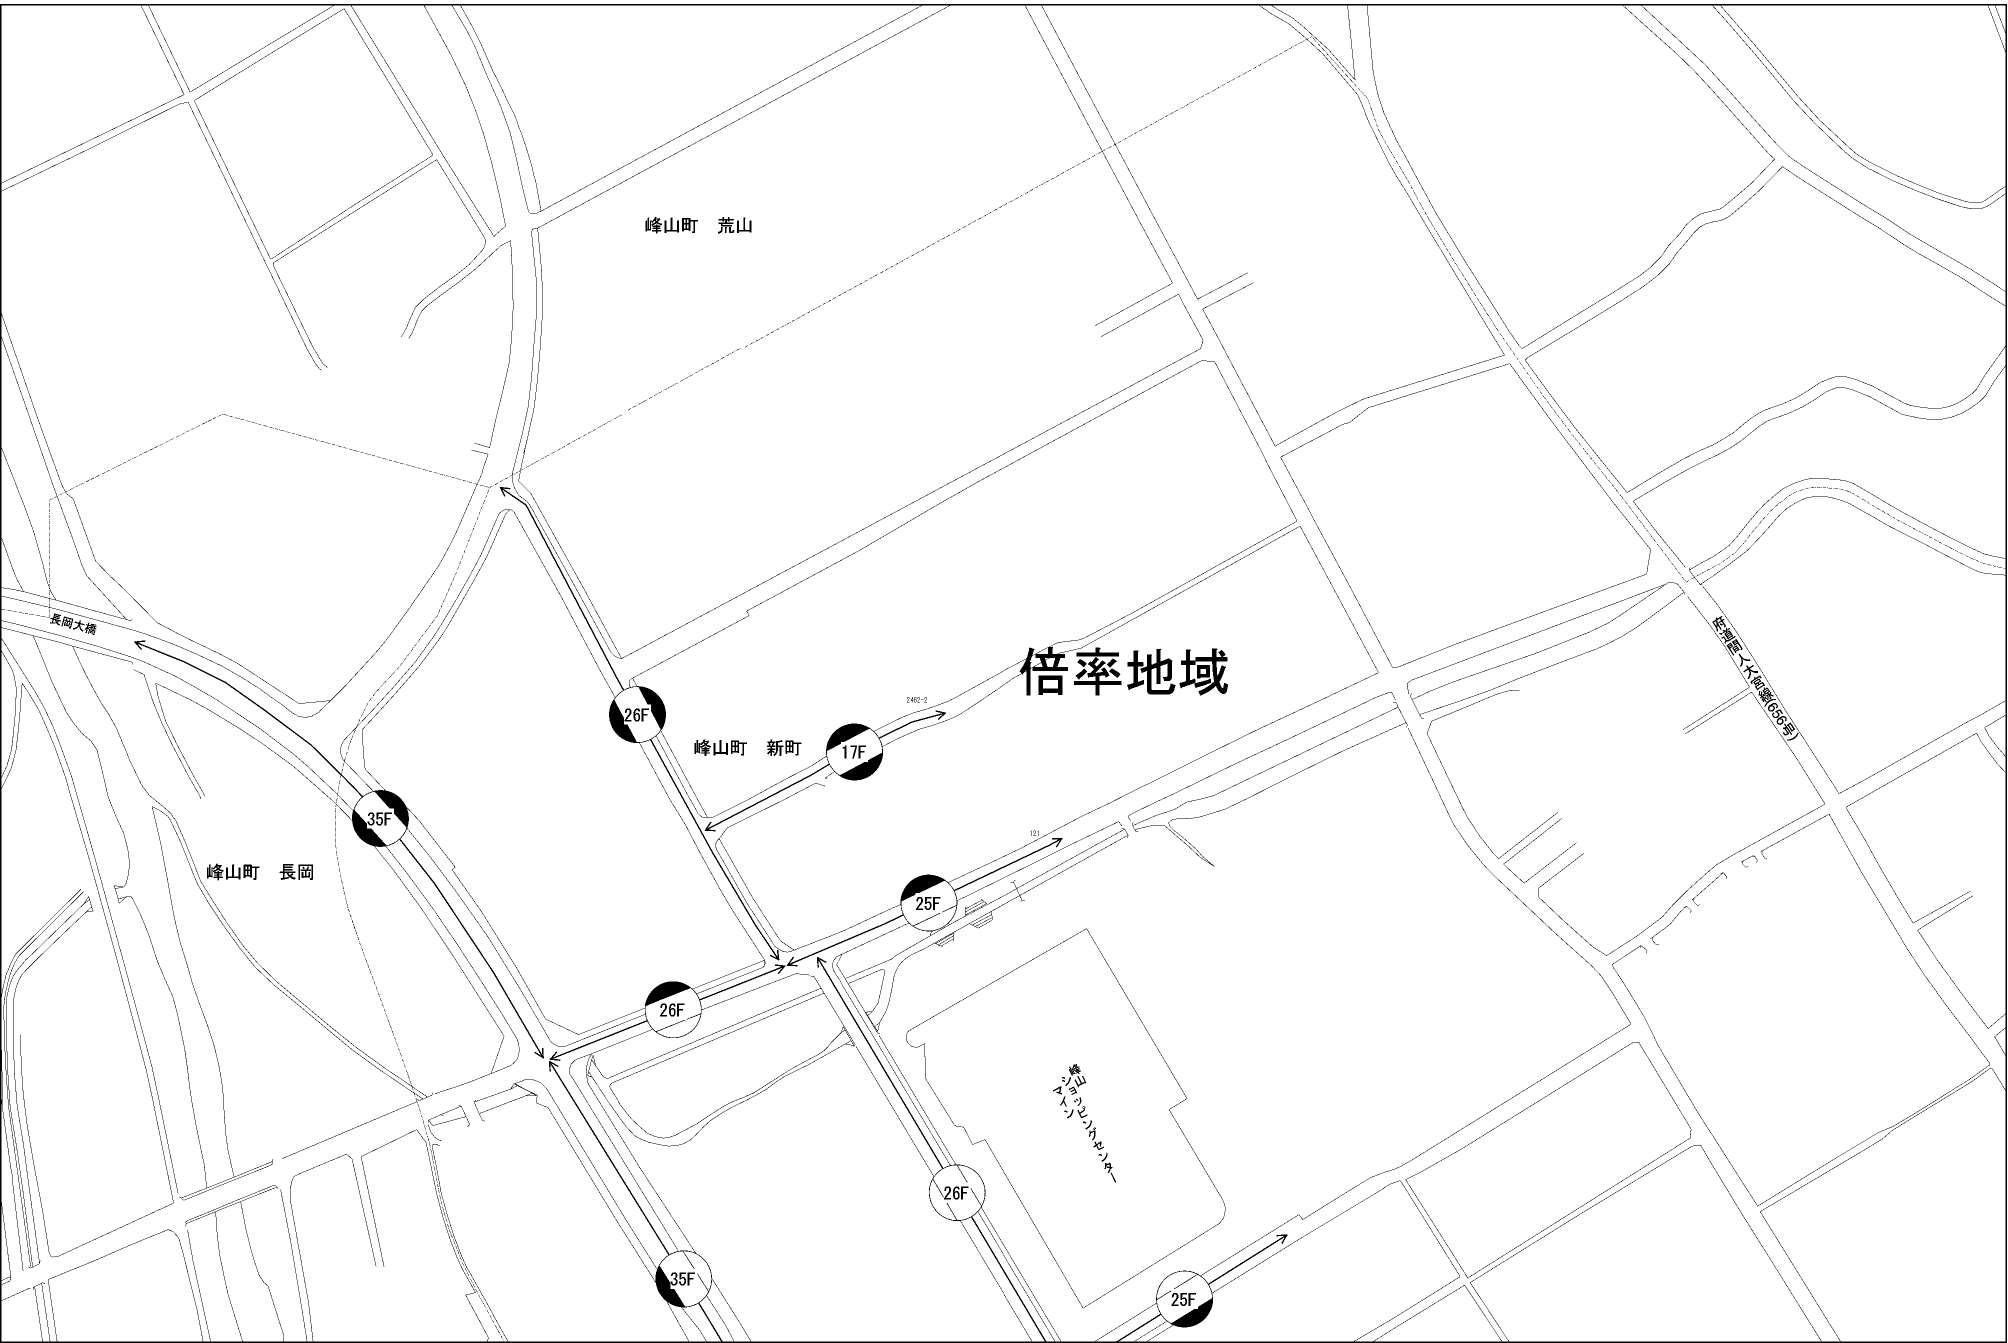 峰山町　荒山
長岡大橋
倍率地域
府道間人大宮線(656号)
2462-2
26F
峰山町　新町
17F
35F
121
峰山町　長岡
25F
26F
峰山
ショッピングセンター
マイン
26F
35F
25F